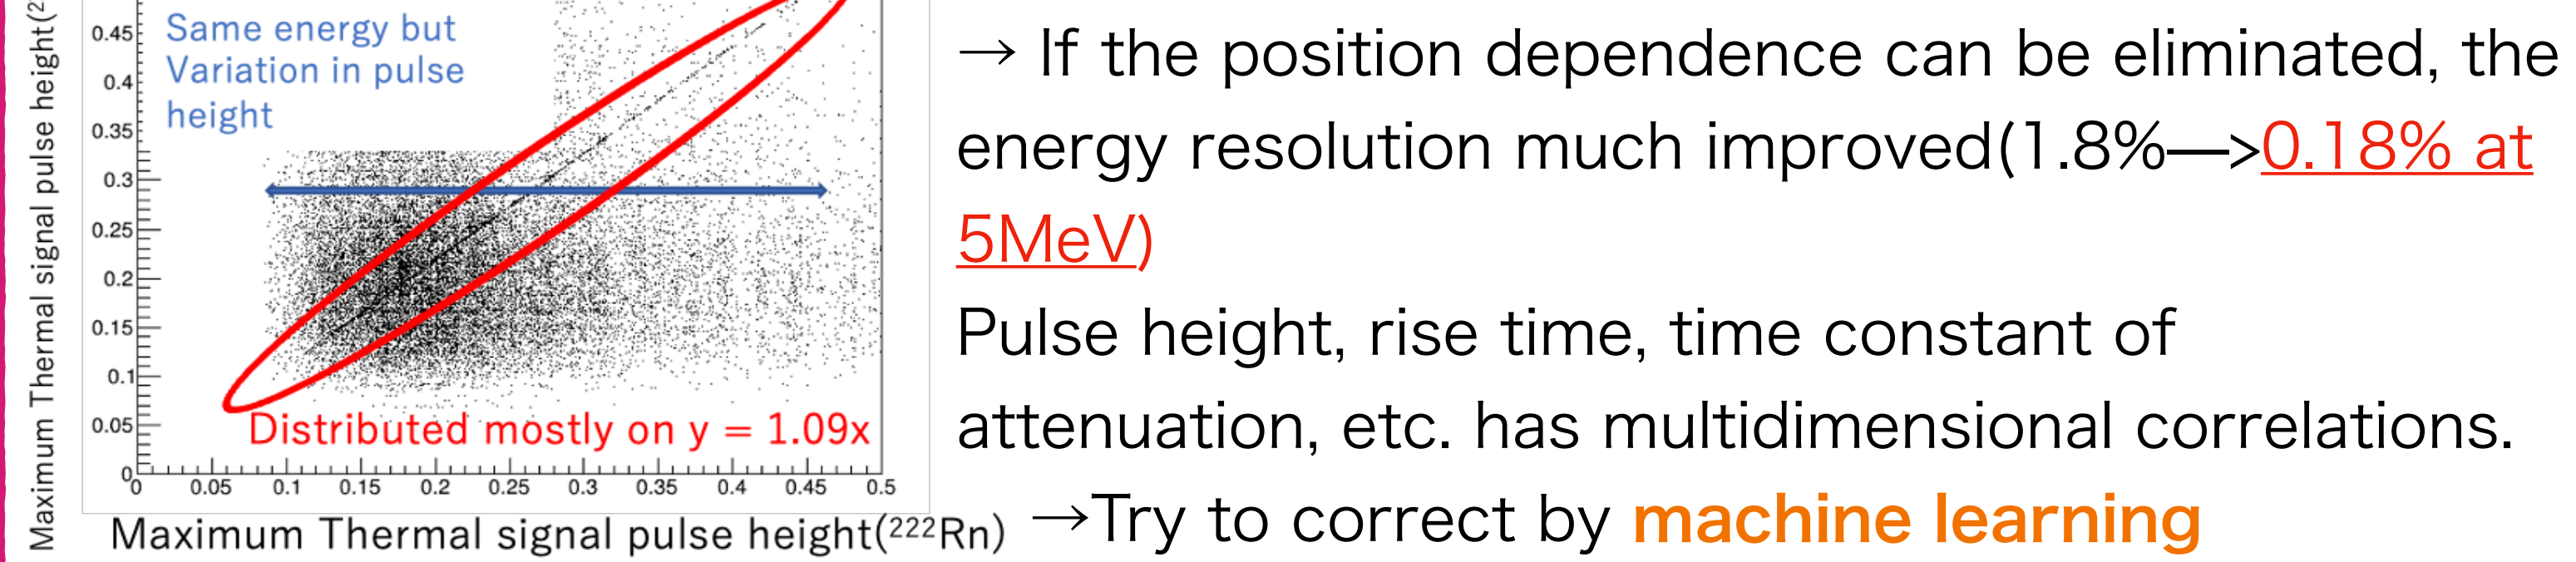 Maximum Thermal signal pulse height(2
0.45
0.4
0.35
0.3
0.25
0.2
0.15
0.1
0.05
0
Same energy but
Variation in pulse
height
Distributed mostly on y = 1.09x
0 0.05 0.1 0.15 0.2 0.25 0.3 0.35 0.4 0.45 0.5
Maximum Thermal signal pulse height(²²²Rn)
→ If the position dependence can be eliminated, the
energy resolution much improved(1.8%—>0.18% at
5MeV)
Pulse height, rise time, time constant of
attenuation, etc. has multidimensional correlations.
→Try to correct by machine learning